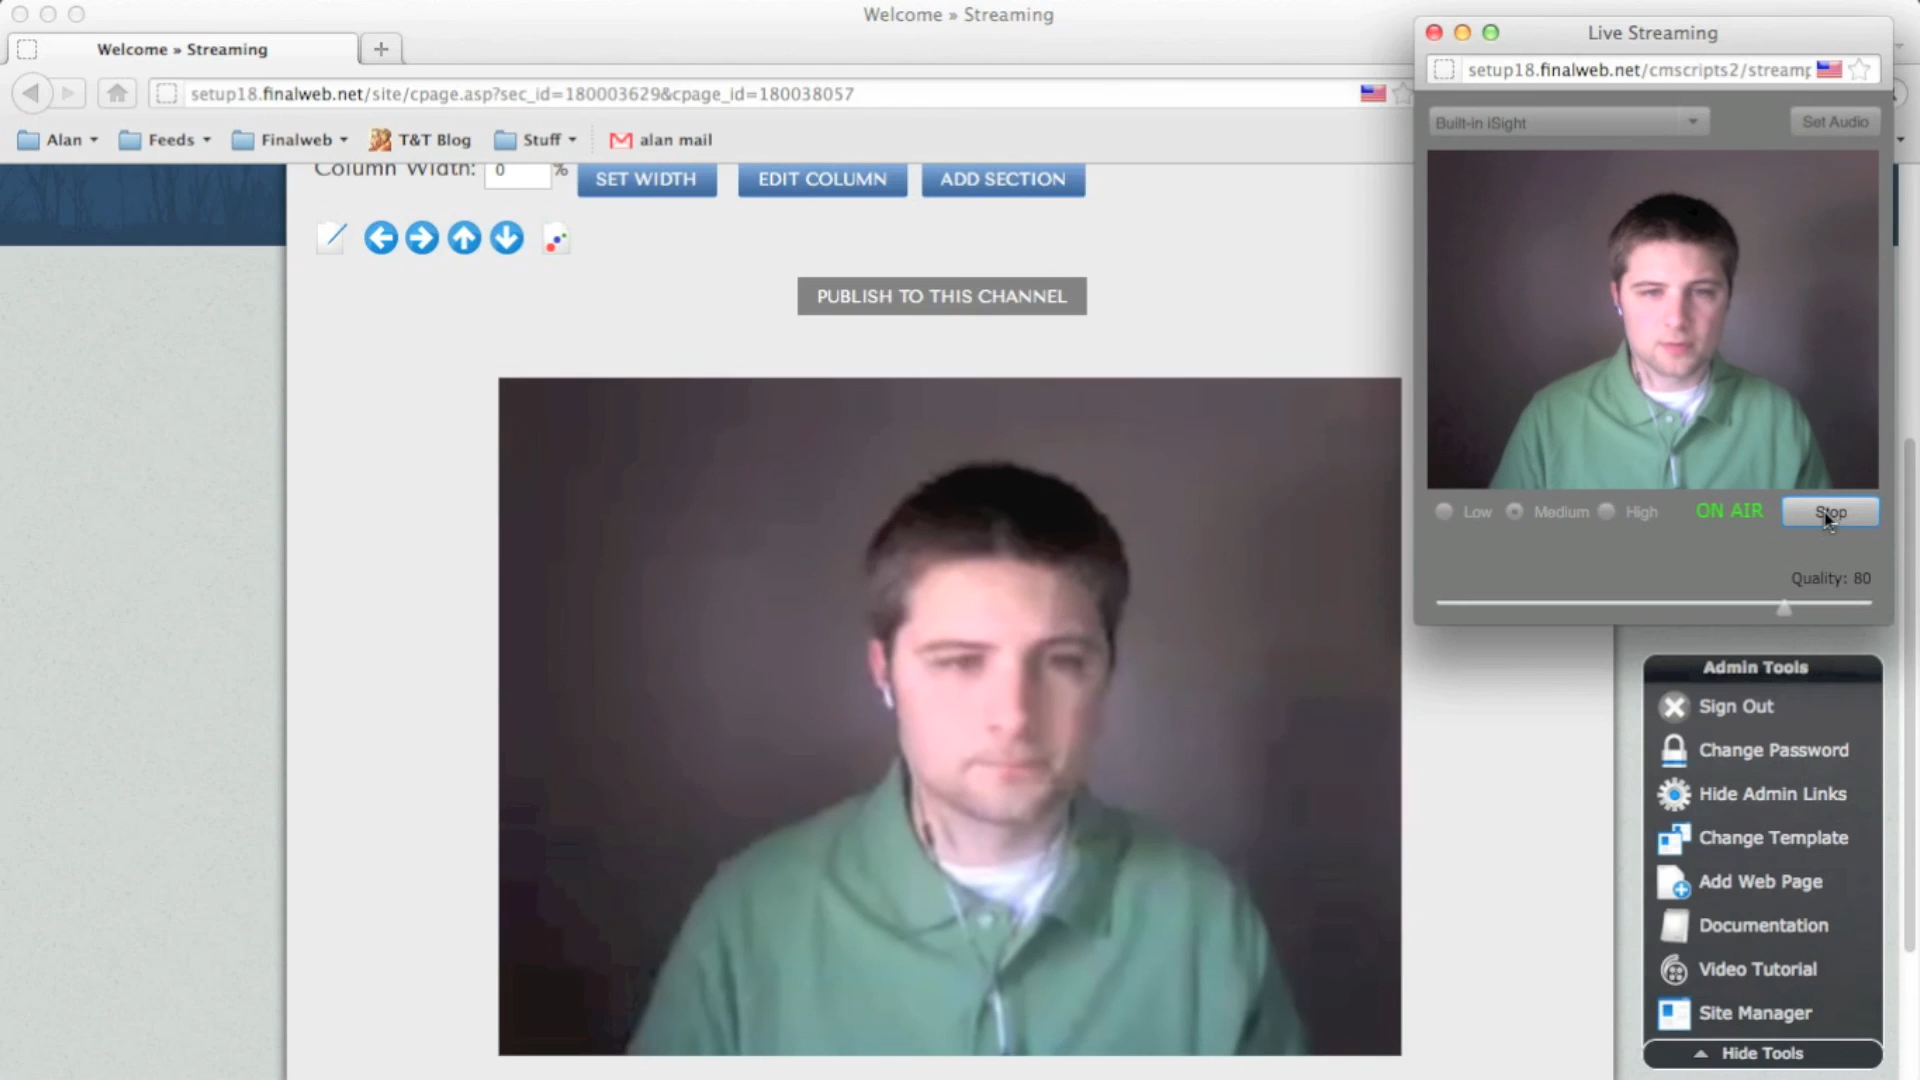 Welcome » Streaming
Welcome » Streaming
setup18.finalweb.net/site/cpage.asp?sec_id=180003629&cpage_id=180038057
Alan Feeds Finalweb T&T Blog Stuff alan mail
Column Width: 0 % SET WIDTH EDIT COLUMN ADD SECTION
PUBLISH TO THIS CHANNEL
Live Streaming
setup18.finalweb.net/cmscripts2/streamp
Built-in iSight Set Audio
Low Medium High ON AIR Stop
Quality: 80
Admin Tools
Sign Out
Change Password
Hide Admin Links
Change Template
Add Web Page
Documentation
Video Tutorial
Site Manager
Hide Tools